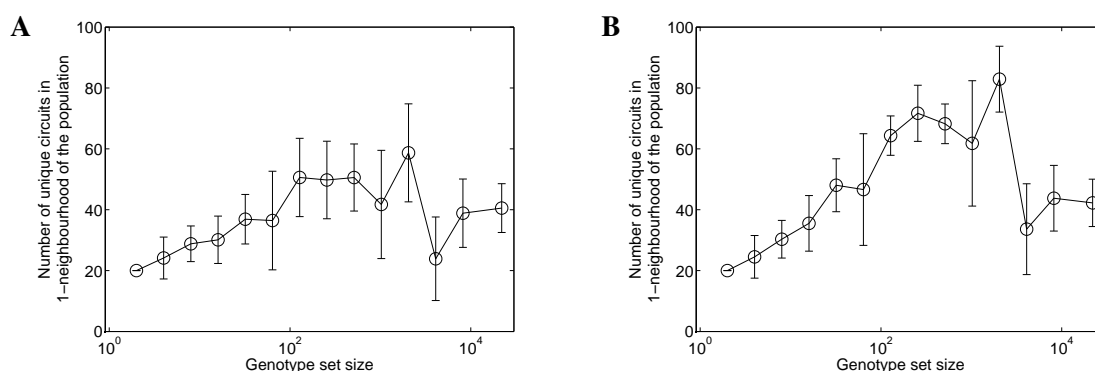 A
100
80
60
40
20
0
Number of unique circuits in
1−neighbourhood of the population
10^0
10^2
10^4
Genotype set size
B
100
80
60
40
20
0
Number of unique circuits in
1−neighbourhood of the population
10^0
10^2
10^4
Genotype set size